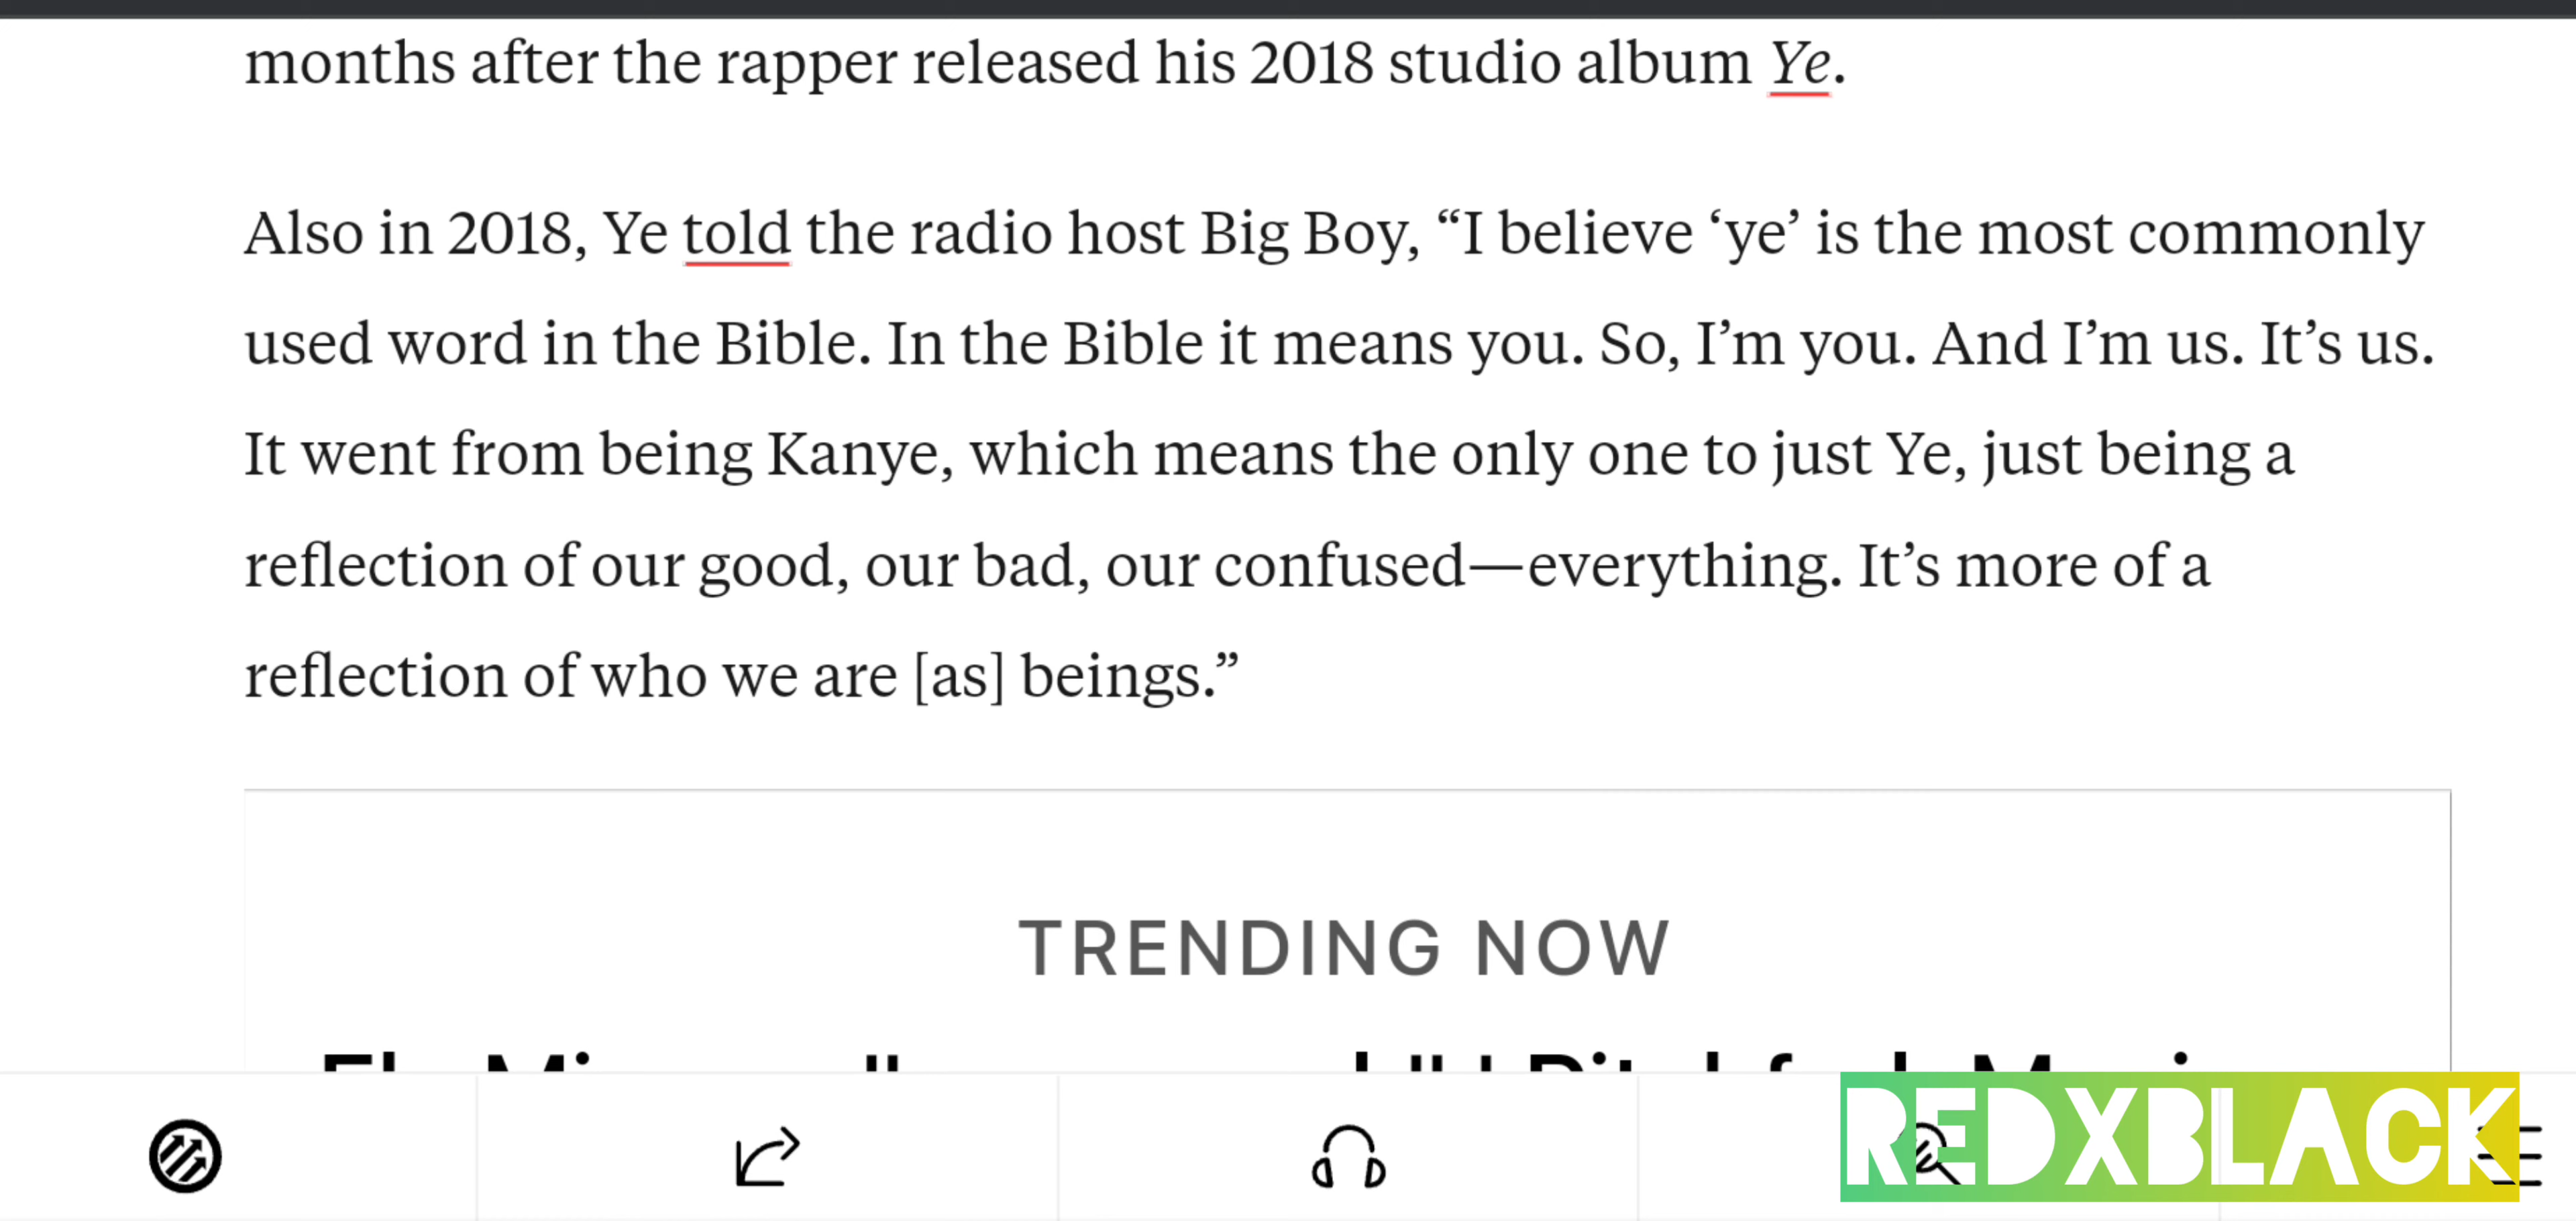 months after the rapper released his 2018 studio album Ye.
Also in 2018, Ye told the radio host Big Boy, “I believe ‘ye’ is the most commonly
used word in the Bible. In the Bible it means you. So, I’m you. And I’m us. It’s us.
It went from being Kanye, which means the only one to just Ye, just being a
reflection of our good, our bad, our confused—everything. It’s more of a
reflection of who we are [as] beings.”
TRENDING NOW
REDXBLACK